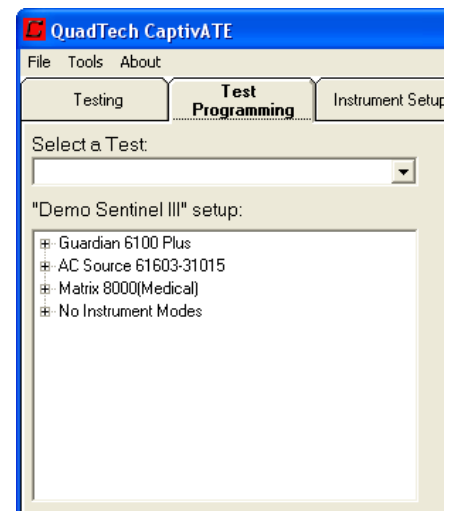 QuadTech CaptivATE
File Tools About
Testing
Test
Programming
Instrument Setup
Select a Test:
"Demo Sentinel III" setup:
Guardian 6100 Plus
AC Source 61603-31015
Matrix 8000(Medical)
No Instrument Modes